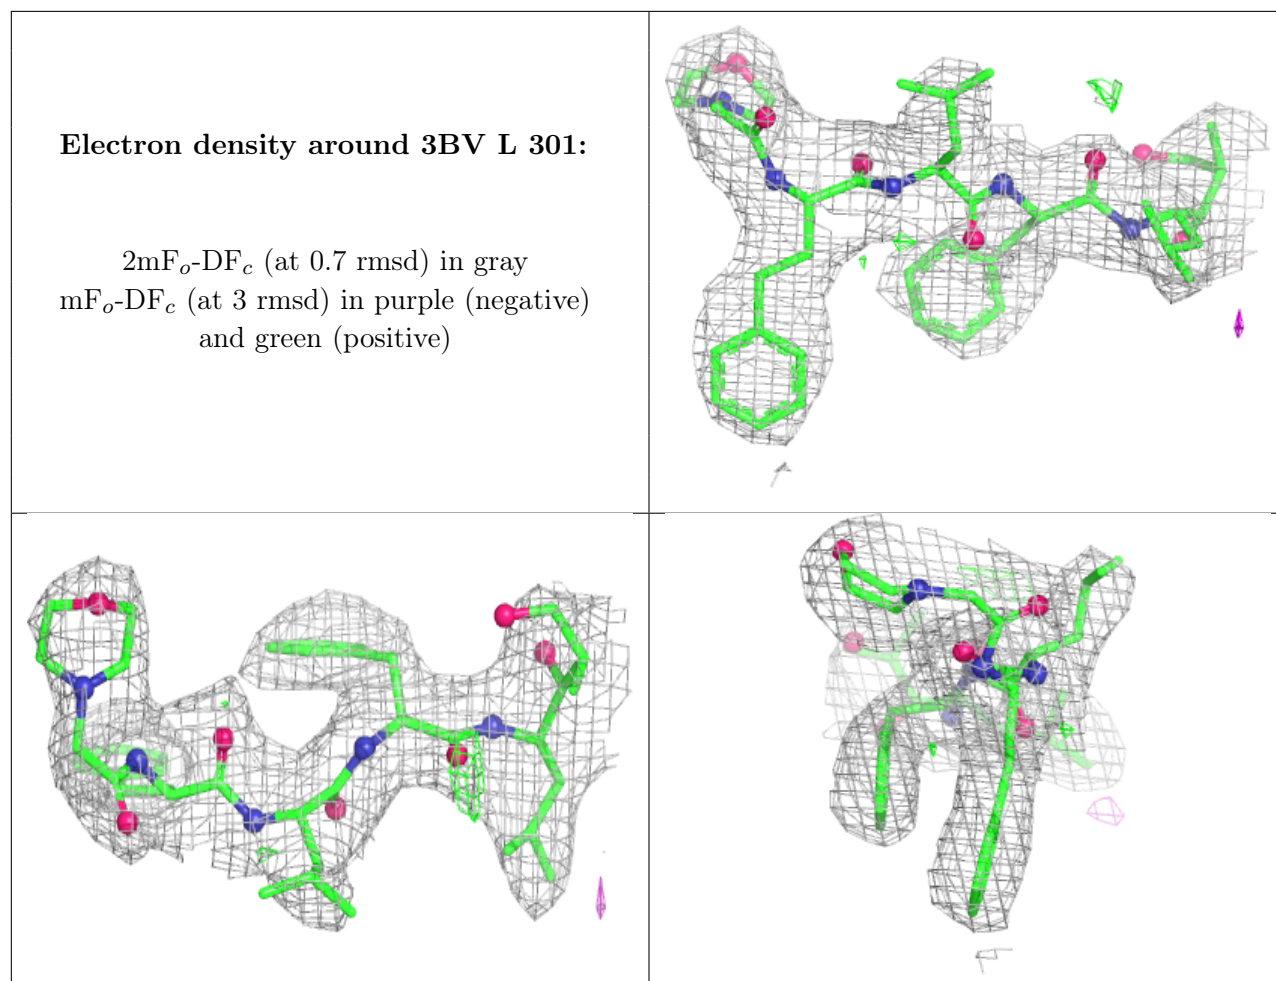 Electron density around 3BV L 301:
2mFo-DFc (at 0.7 rmsd) in gray
mFo-DFc (at 3 rmsd) in purple (negative)
and green (positive)